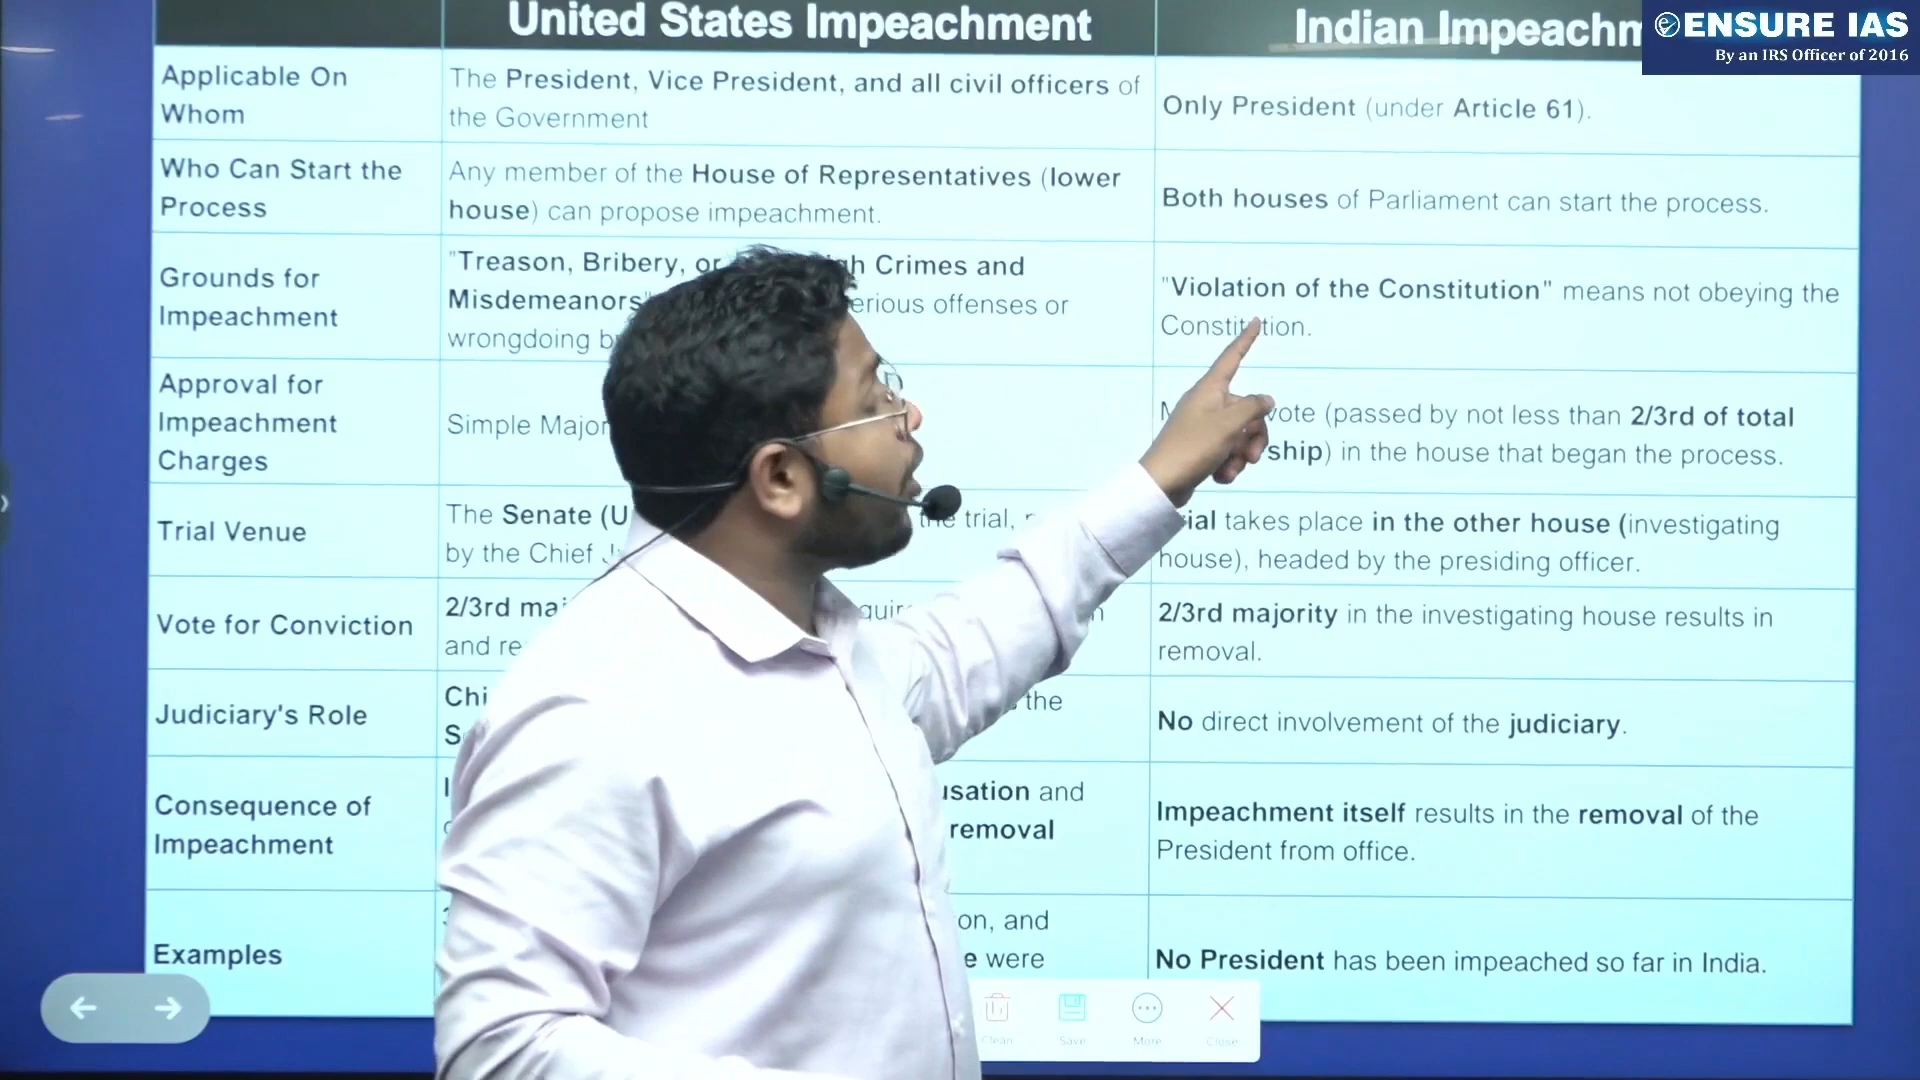 United States Impeachment
Indian
ENSURE IAS
By an IRS Officer of 2016
Applicable On
Whom
The President, Vice President, and all civil officers of
the Government
Only President (under Article 61).
Who Can Start the
Process
Any member of the House of Representatives (lower
house) can propose impeachment.
Both houses of Parliament can start the process.
Grounds for
Impeachment
"Treason, Bribery, or Crimes and
Misdemeanors offenses or
wrongdoing
"Violation of the Constitution" means not obeying the
Constitution.
Approval for
Impeachment
Charges
Simple
vote (passed by not less than 2/3rd of total
in the house that began the process.
Trial Venue
The Senate the trial,
by the Chief
takes place in the other house (investigating
house), headed by the presiding officer.
Vote for Conviction
2/3rd
and
2/3rd majority in the investigating house results in
removal.
Judiciary's Role
the
No direct involvement of the judiciary.
Consequence of
Impeachment
and
removal
Impeachment itself results in the removal of the
President from office.
Examples
and
were
No President has been impeached so far in India.
Clean
Save
More
Close